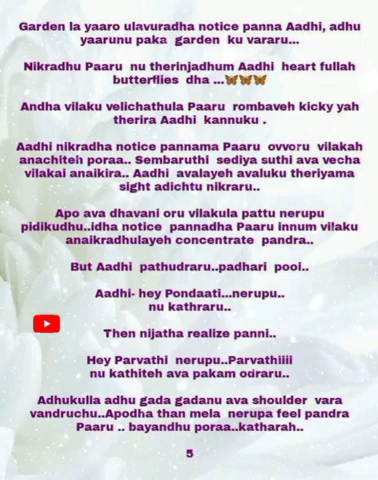 Garden la yaaro ulavuradha notice panna Aadhi, adhu
yaarunu paka garden ku vararu...
Nikradhu Paaru nu therinjadhum Aadhi heart fullah
butterflies dha ...🦋🦋🦋
Andha vilaku velichathula Paaru rombaveh kicky yah
therira Aadhi kannuku .
Aadhi nikradha notice pannama Paaru ovvoru vilakah
anachiteh poraa.. Sembaruthi sediya suthi ava vecha
vilakai anaikira.. Aadhi avalayeh avaluku theriyama
sight adichtu nikraru..
Apo ava dhavani oru vilakula pattu nerupu
pidikudhu..idha notice pannadha Paaru innum vilaku
anaikradhulayeh concentrate pandra..
But Aadhi pathudraru..padhari pooi..
Aadhi- hey Pondaati...nerupu..
nu kathraru..
Then nijatha realize panni..
Hey Parvathi nerupu..Parvathiiii
nu kathiteh ava pakam odraru..
Adhukulla adhu gada gadanu ava shoulder vara
vandruchu..Apodha than mela nerupa feel pandra
Paaru .. bayandhu poraa..katharah..
5